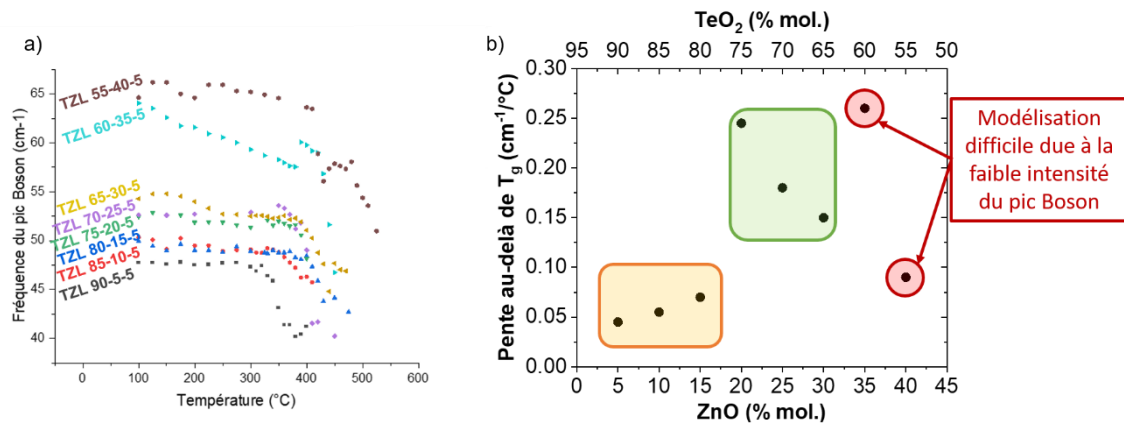 a)
Fréquence du pic Boson (cm-1)
65
60
55
50
45
40
TZL 55-40-5
TZL 60-35-5
TZL 65-30-5
TZL 70-25-5
TZL 75-20-5
TZL 80-15-5
TZL 85-10-5
TZL 90-5-5
0 100 200 300 400 500 600
Température (°C)
b)
TeO₂ (% mol.)
95 90 85 80 75 70 65 60 55 50
Pente au-delà de Tg (cm⁻¹/°C)
0.30
0.25
0.20
0.15
0.10
0.05
0.00
0 5 10 15 20 25 30 35 40 45
ZnO (% mol.)
Modélisation
difficile due à la
faible intensité
du pic Boson